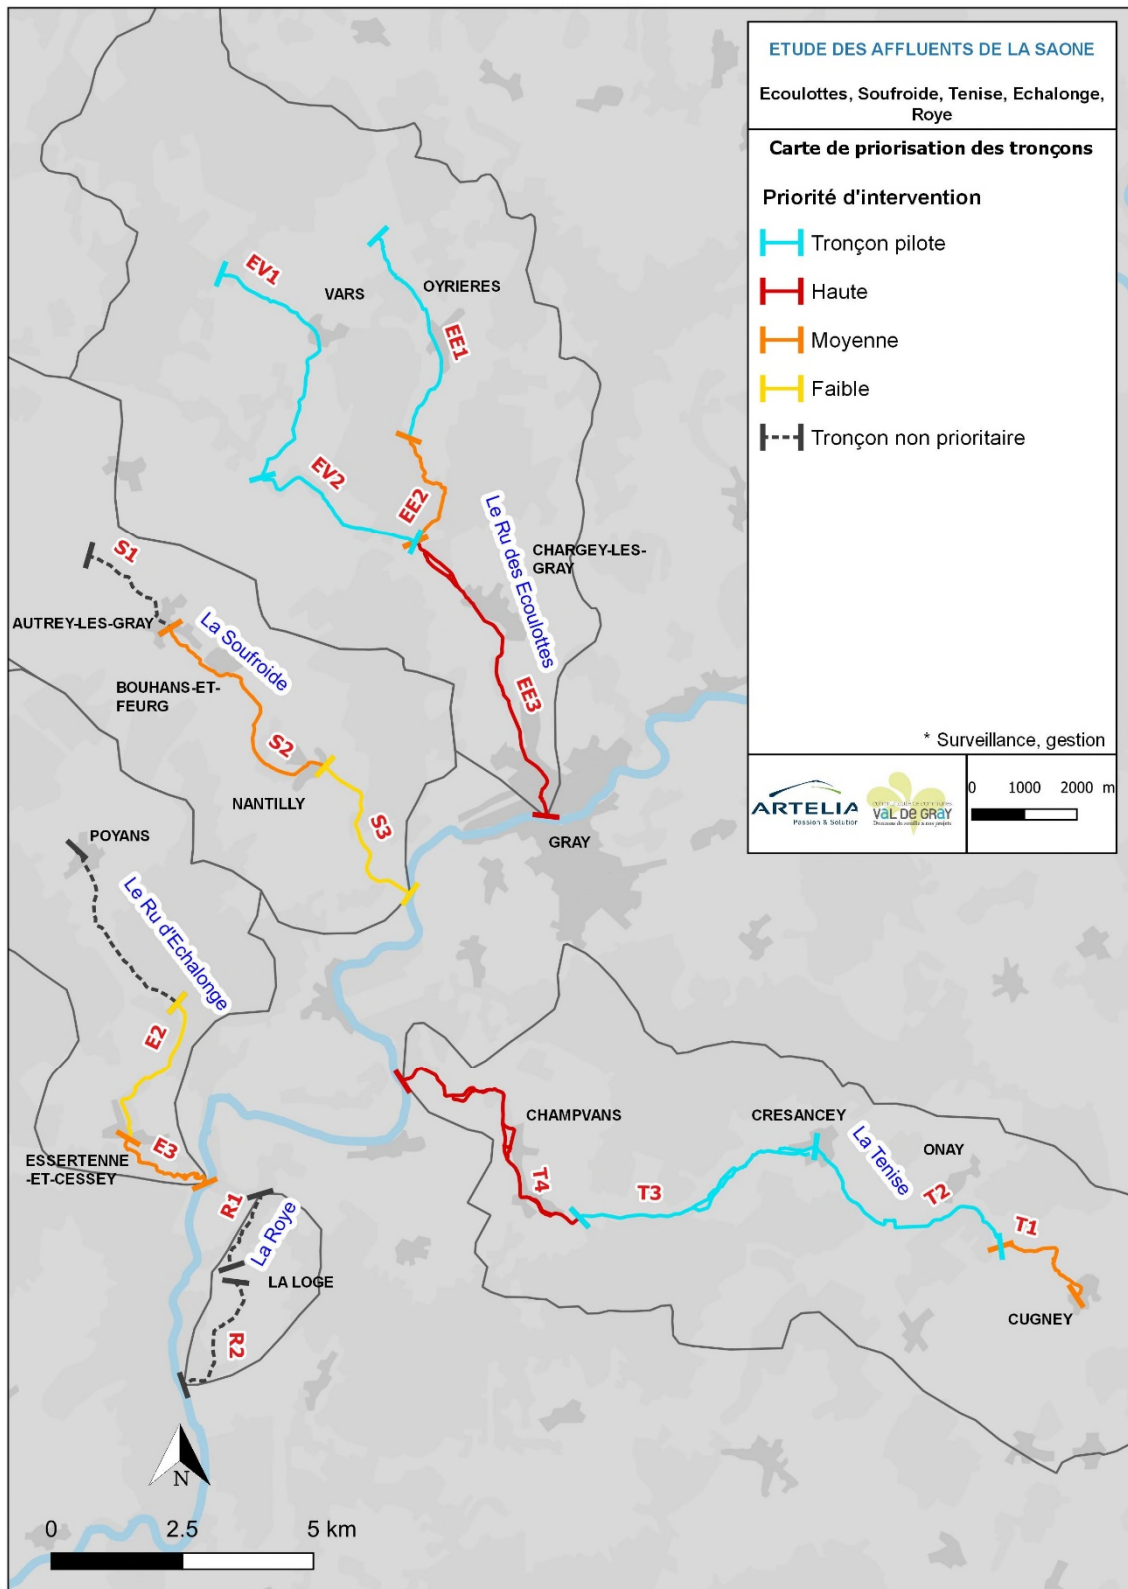 ETUDE DES AFFLUENTS DE LA SAONE
Ecoulottes, Soufroide, Tenise, Echalonge,
Roye
Carte de priorisation des tronçons
Priorité d'intervention
Tronçon pilote
Haute
Moyenne
Faible
Tronçon non prioritaire
* Surveillance, gestion
ARTELIA
Passion & Solutions
VAL DE GRAY
0 1000 2000 m
EV1
VARS
OYRIERES
EE1
EV2
EE2
Le Ru des Ecoulottes
CHARGEY-LES-
GRAY
S1
AUTREY-LES-GRAY
La Soufroide
BOUHANS-ET-
FEURG
S2
EE3
NANTILLY
S3
GRAY
POYANS
Le Ru d'Echalonge
E2
ESSERTENNE
-ET-CESSEY
E3
R1
La Roye
LA LOGE
R2
CHAMPVANS
T4
T3
CRESANCEY
La Tenise
ONAY
T2
T1
CUGNEY
N
0 2.5 5 km